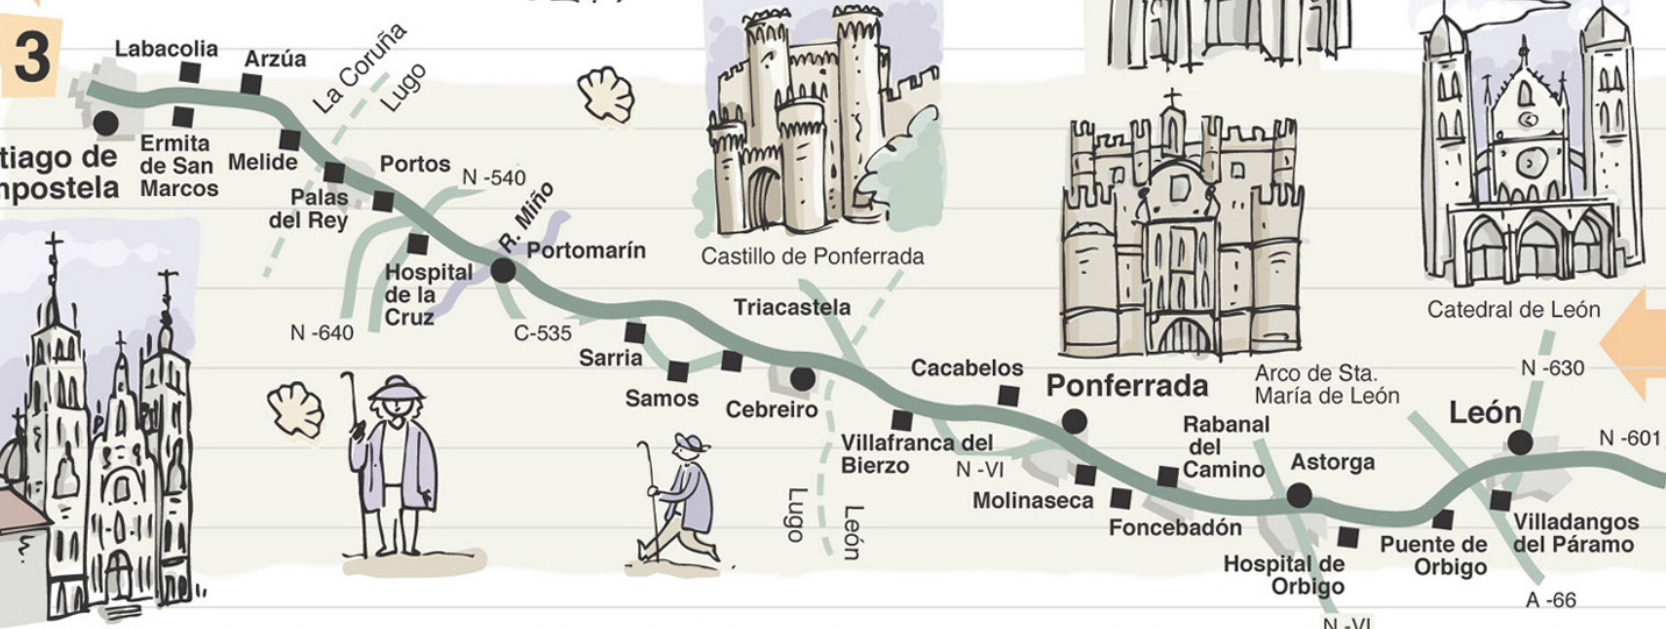 3
Labacolia
Arzúa
La Coruña
Lugo
Ermita
de San
Marcos
Melide
tiago de
mpostela
Palas
del Rey
Portos
N -540
R. Miño
Portomarín
Hospital
de la
Cruz
N -640
C-535
Castillo de Ponferrada
Triacastela
Sarria
Samos
Cebreiro
Lugo
León
Cacabelos
Villafranca del
Bierzo
N -VI
Ponferrada
Molinaseca
Foncebadón
Rabanal
del
Camino
Arco de Sta.
María de León
Astorga
Hospital de
Orbigo
N -VI
Puente de
Orbigo
Catedral de León
N -630
León
N -601
Villadangos
del Páramo
A -66